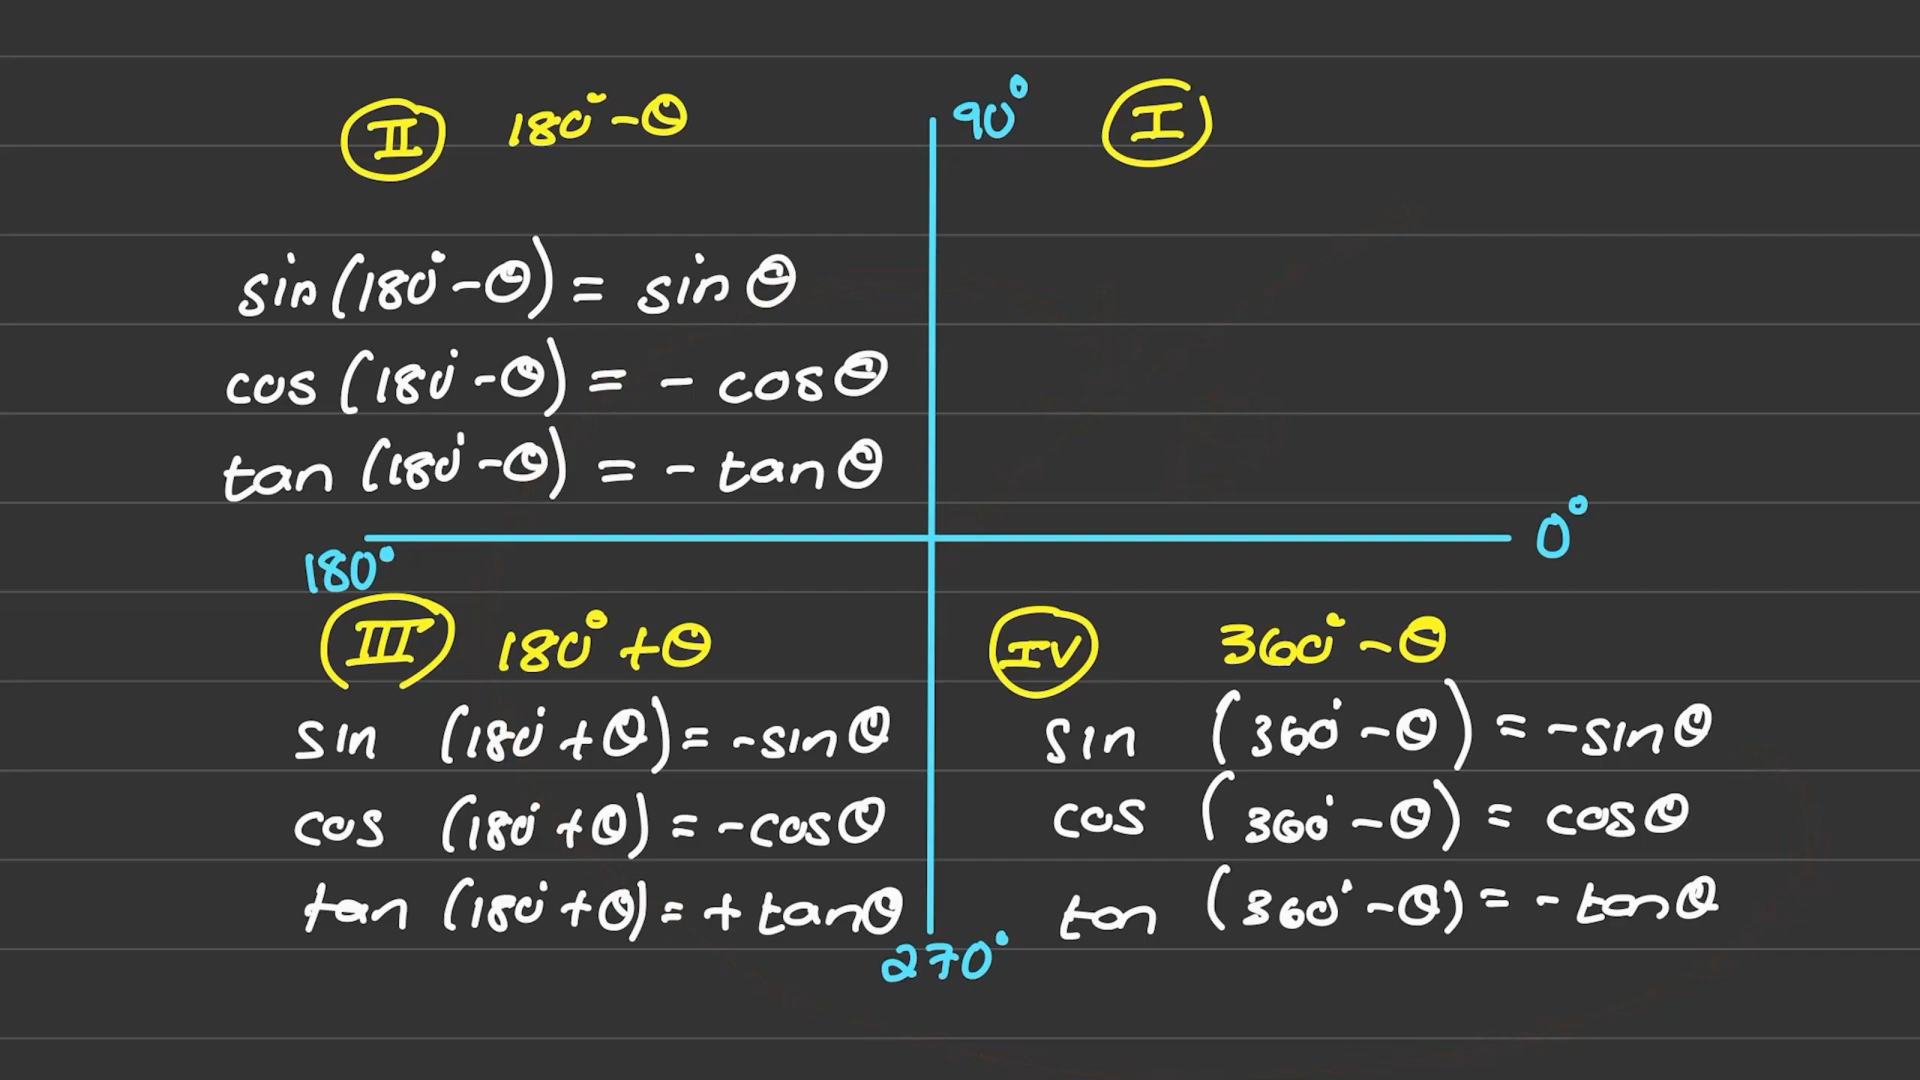 II 180° - θ
90°
I
sin (180° - θ) = sin θ
cos (180° - θ) = - cos θ
tan (180° - θ) = - tan θ
0°
180°
III 180° + θ
sin (180° + θ) = - sin θ
cos (180° + θ) = - cos θ
tan (180° + θ) = + tan θ
IV 360° - θ
sin (360° - θ) = - sin θ
cos (360° - θ) = cos θ
tan (360° - θ) = - tan θ
270°